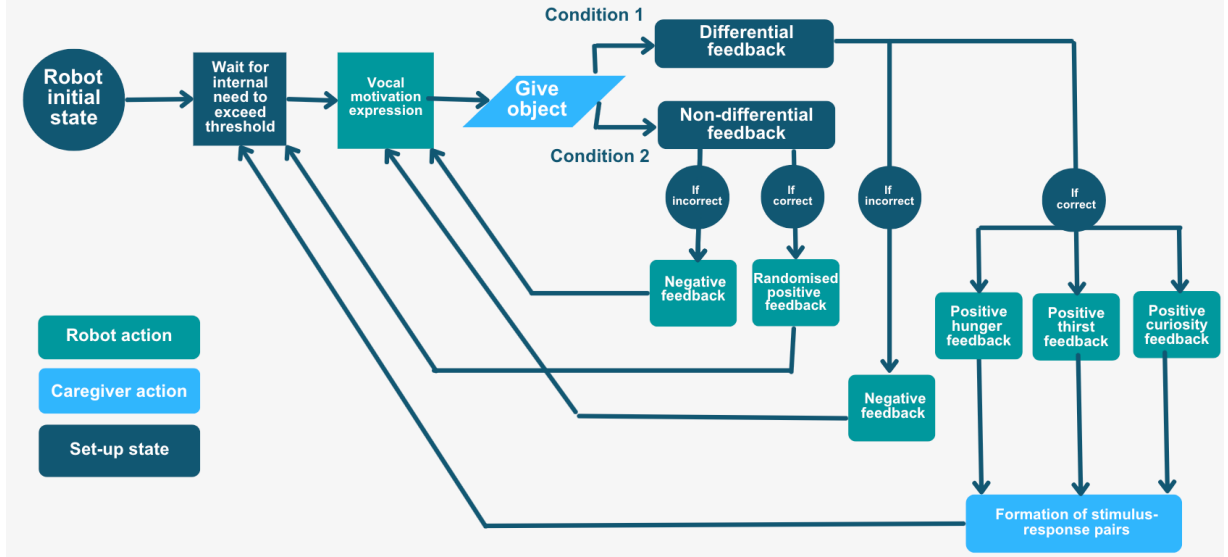 Condition 1
Robot
initial
state
Wait for
internal
need to
exceed
threshold
Vocal
motivation
expression
Give
object
Differential
feedback
Non-differential
feedback
Condition 2
If
incorrect
If
correct
If
incorrect
If
correct
Negative
feedback
Randomised
positive
feedback
Positive
hunger
feedback
Positive
thirst
feedback
Positive
curiosity
feedback
Negative
feedback
Robot action
Caregiver action
Set-up state
Formation of stimulus-
response pairs